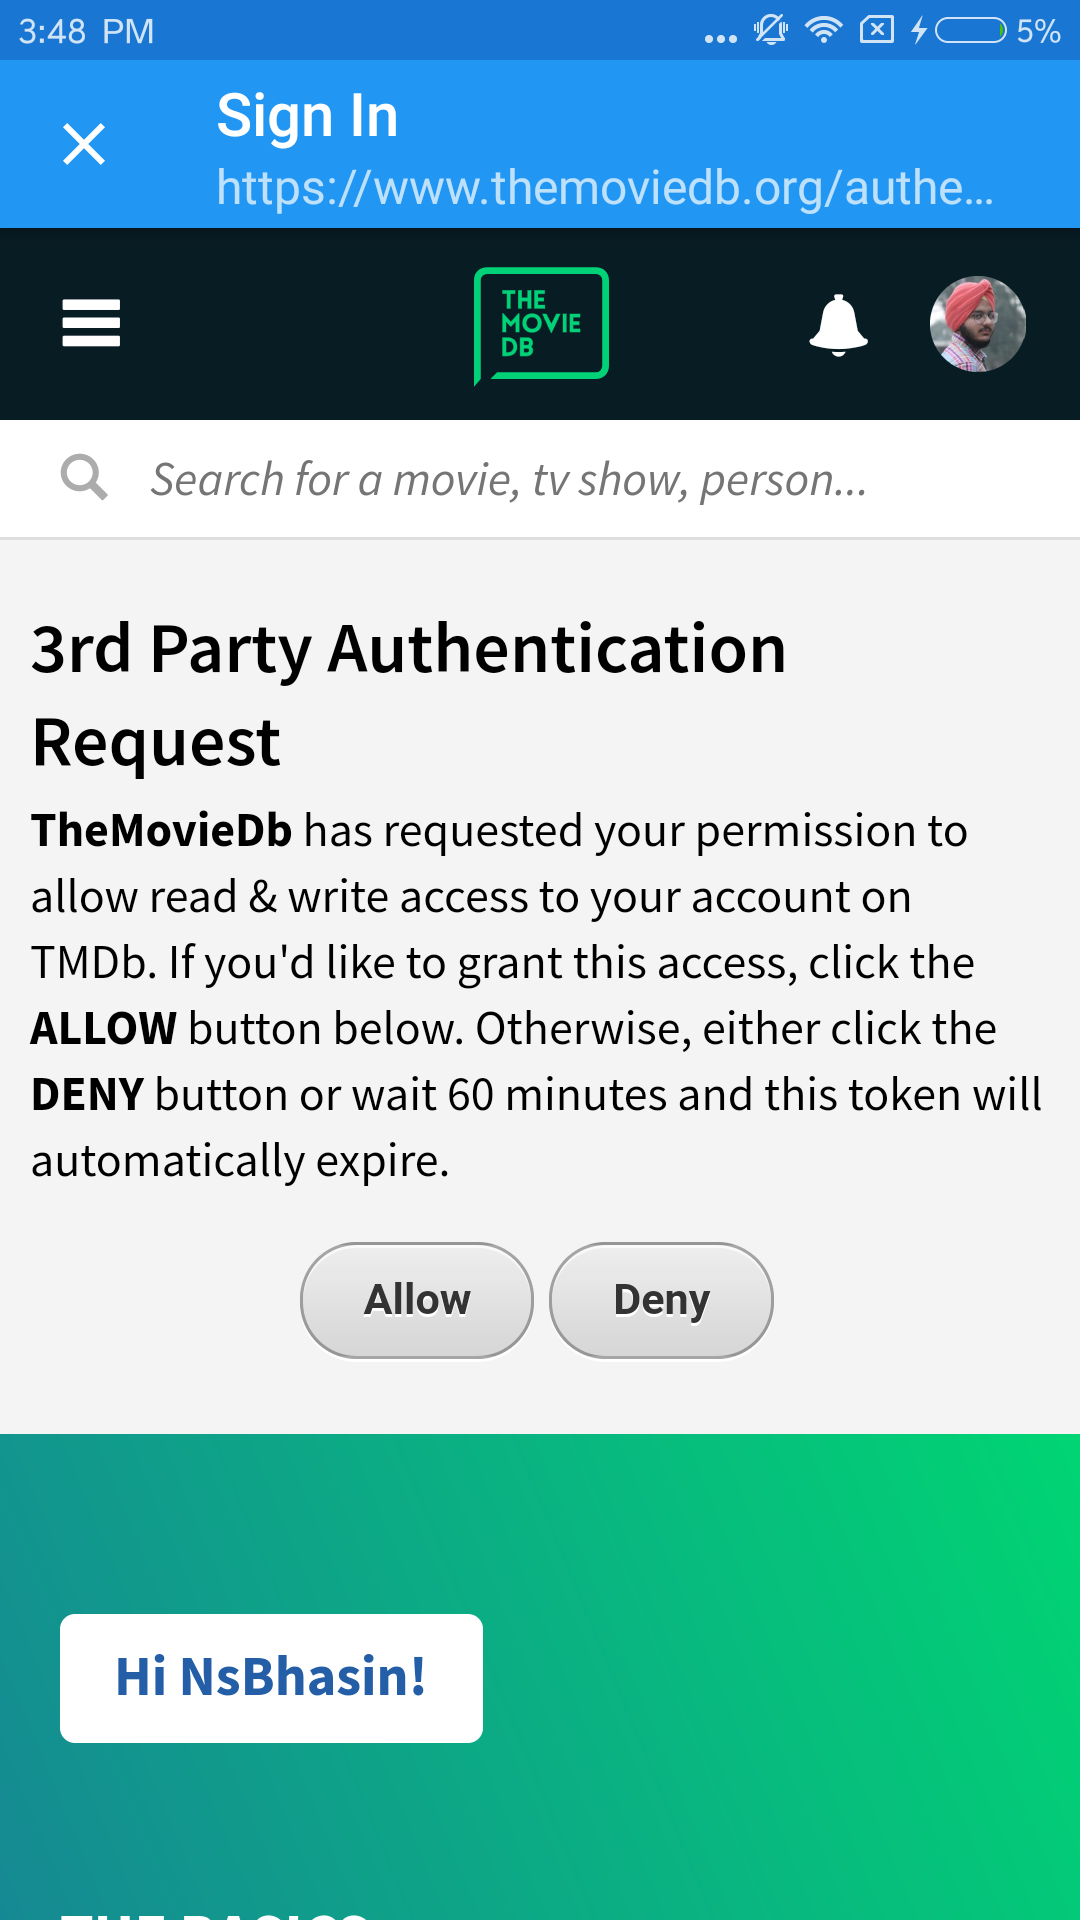 3:48 PM
5%
Sign In
https://www.themoviedb.org/authe...
THE
MOVIE
DB
Search for a movie, tv show, person...
3rd Party Authentication
Request
TheMovieDb has requested your permission to
allow read & write access to your account on
TMDb. If you'd like to grant this access, click the
ALLOW button below. Otherwise, either click the
DENY button or wait 60 minutes and this token will
automatically expire.
Allow Deny
Hi NsBhasin!
THE BASICS